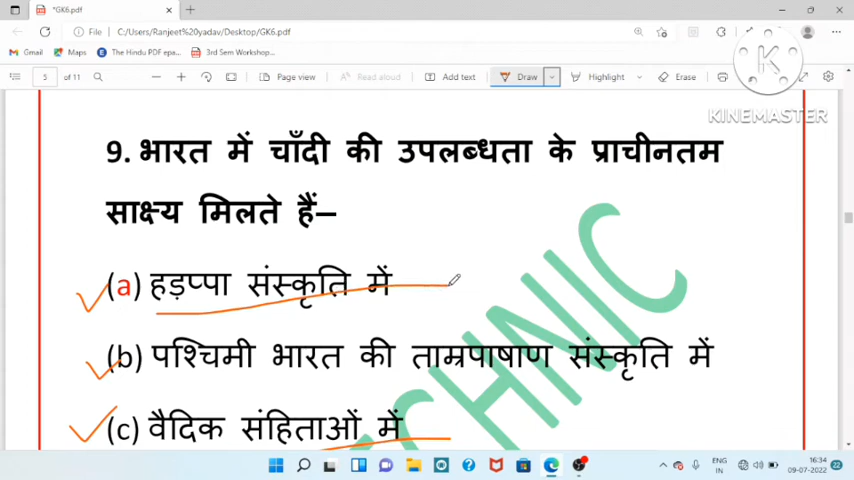 *GK6.pdf
File
C:/Users/Ranjeet%20yadav/Desktop/GK6.pdf
Gmail
Maps
The Hindu PDF epa...
3rd Sem Workshop...
5 of 11
Page view
Read aloud
Add text
Draw
Highlight
Erase
KINEMASTER
9. भारत में चाँदी की उपलब्धता के प्राचीनतम
साक्ष्य मिलते हैं–
(a) हड़प्पा संस्कृति में
(b) पश्चिमी भारत की ताम्रपाषाण संस्कृति में
(c) वैदिक संहिताओं में
ECHNIC
ENG
IN
16:34
09-07-2022
22